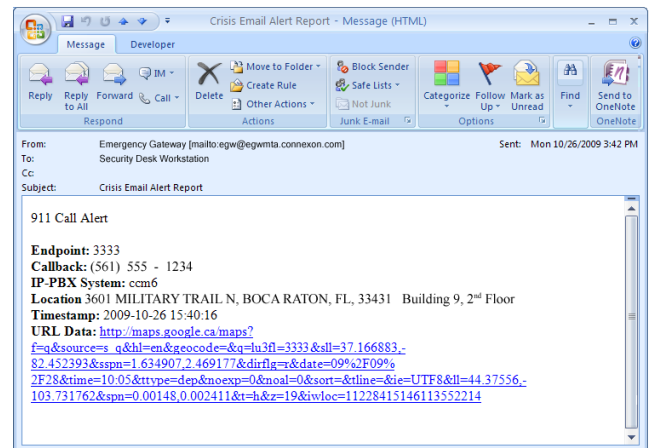 Crisis Email Alert Report - Message (HTML)
Message Developer
Reply Reply to All Forward IM Call Delete Move to Folder Create Rule Other Actions Block Sender Safe Lists Not Junk Categorize Follow Up Mark as Unread Find Send to OneNote
Respond Actions Junk E-mail Options OneNote
From: Emergency Gateway [mailto:egw@egwmta.connexon.com] Sent: Mon 10/26/2009 3:42 PM
To: Security Desk Workstation
Cc:
Subject: Crisis Email Alert Report
911 Call Alert
Endpoint: 3333
Callback: (561) 555 - 1234
IP-PBX System: ccm6
Location 3601 MILITARY TRAIL N, BOCA RATON, FL, 33431 Building 9, 2nd Floor
Timestamp: 2009-10-26 15:40:16
URL Data: http://maps.google.ca/maps?
f=q&source=s_q&hl=en&geocode=&q=lu3fl=3333&sll=37.166883,-
82.452393&sspn=1.634907,2.469177&dirflg=r&date=09%2F09%
2F28&time=10:05&ttype=dep&noexp=0&noal=0&sort=&tline=&ie=UTF8&ll=44.37556,-
103.731762&spn=0.00148,0.002411&t=h&z=19&iwloc=11228415146113552214